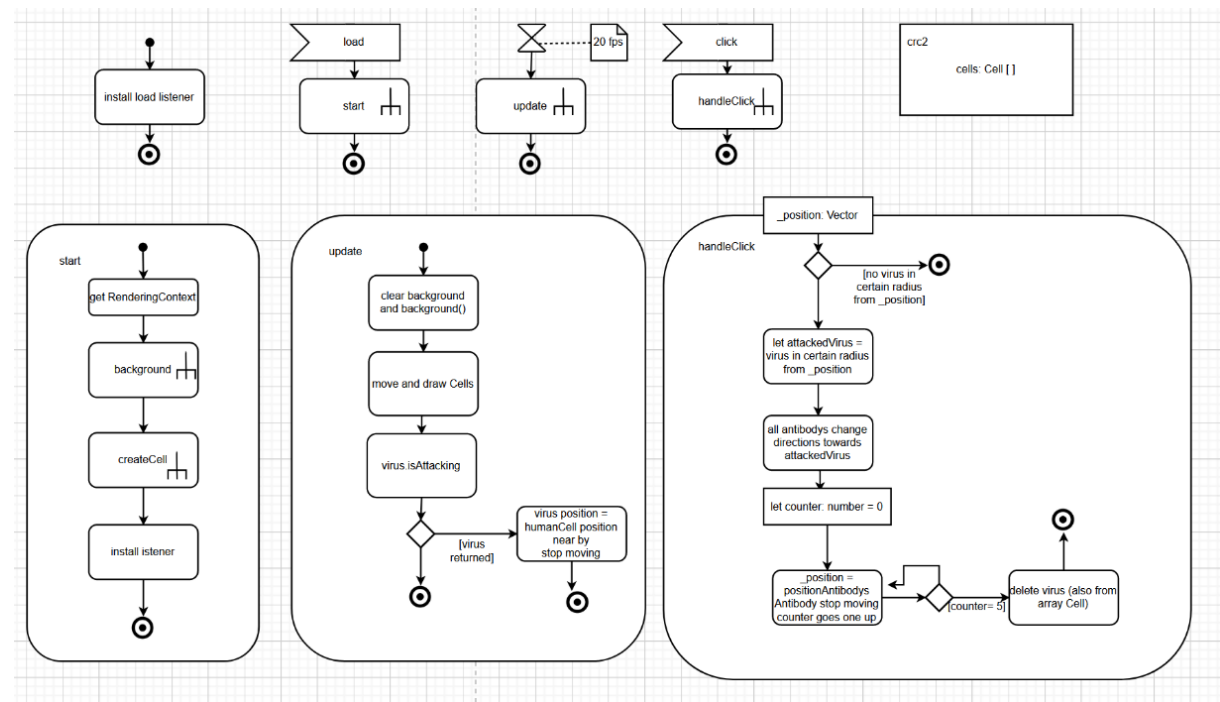 install load listener
load
start
20 fps
update
click
handleClick
crc2
cells: Cell [ ]
start
get RenderingContext
background
createCell
install istener
update
clear background
and background()
move and draw Cells
virus.isAttacking
[virus
returned]
virus position =
humanCell position
near by
stop moving
handleClick
_position: Vector
[no virus in
certain radius
from _position]
let attackedVirus =
virus in certain radius
from _position
all antibodys change
directions towards
attackedVirus
let counter: number = 0
_position =
positionAntibodys
Antibody stop moving
counter goes one up
[counter= 5]
delete virus (also from
array Cell)